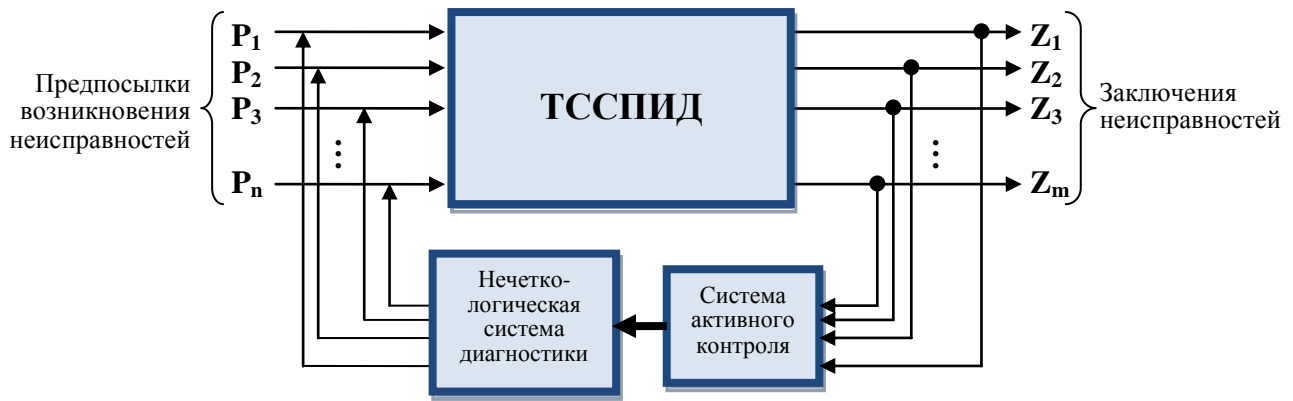 Предпосылки
возникновения
неисправностей
P1
P2
P3
...
Pn
ТССПИД
Z1
Z2
Z3
...
Zm
Заключения
неисправностей
Нечетко-
логическая
система
диагностики
Система
активного
контроля